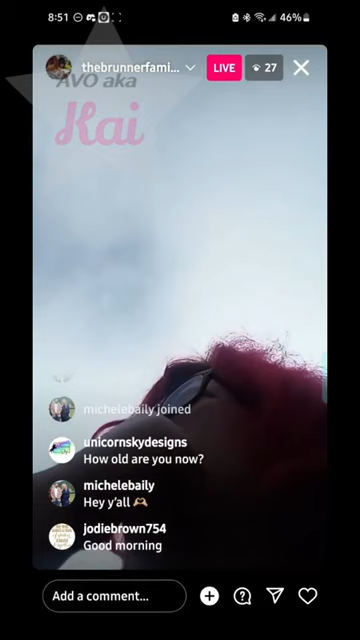 8:51
46%
thebrunnerfami...
LIVE
27
AVO aka
Kai
michelebaily joined
unicornskydesigns
How old are you now?
michelebaily
Hey y'all
jodiebrown754
Good morning
Add a comment...